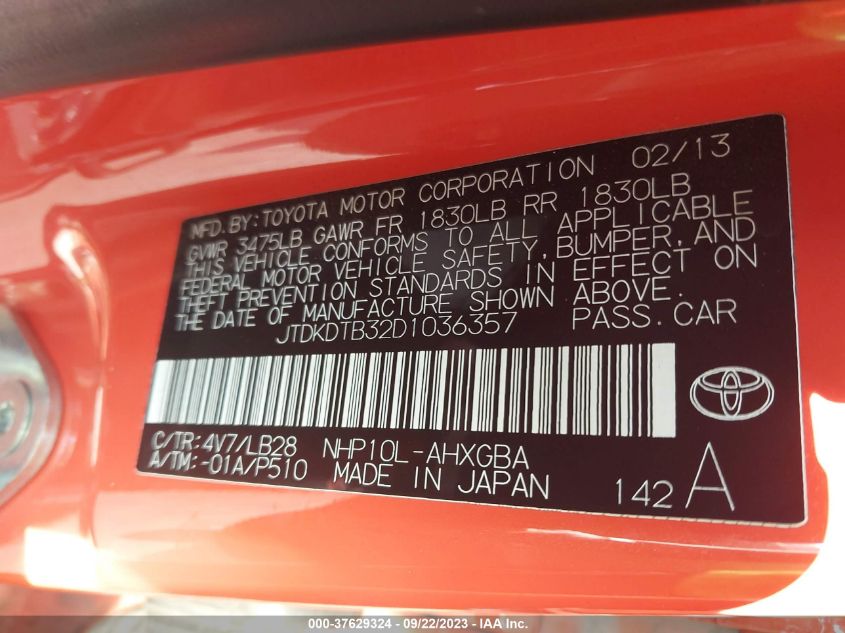 MFD.BY:TOYOTA MOTOR CORPORATION 02/13
GVWR 3475LB GAWR FR 1830LB RR 1830LB
THIS VEHICLE CONFORMS TO ALL APPLICABLE
FEDERAL MOTOR VEHICLE SAFETY,BUMPER,AND
THEFT PREVENTION STANDARDS IN EFFECT ON
THE DATE OF MANUFACTURE SHOWN ABOVE.
JTDKDTB32D1036357 PASS.CAR
C/TR:4V7/LB28 NHP10L-AHXGBA
A/TM:-01A/P510 MADE IN JAPAN
142 A
000-37629324 - 09/22/2023 - IAA Inc.